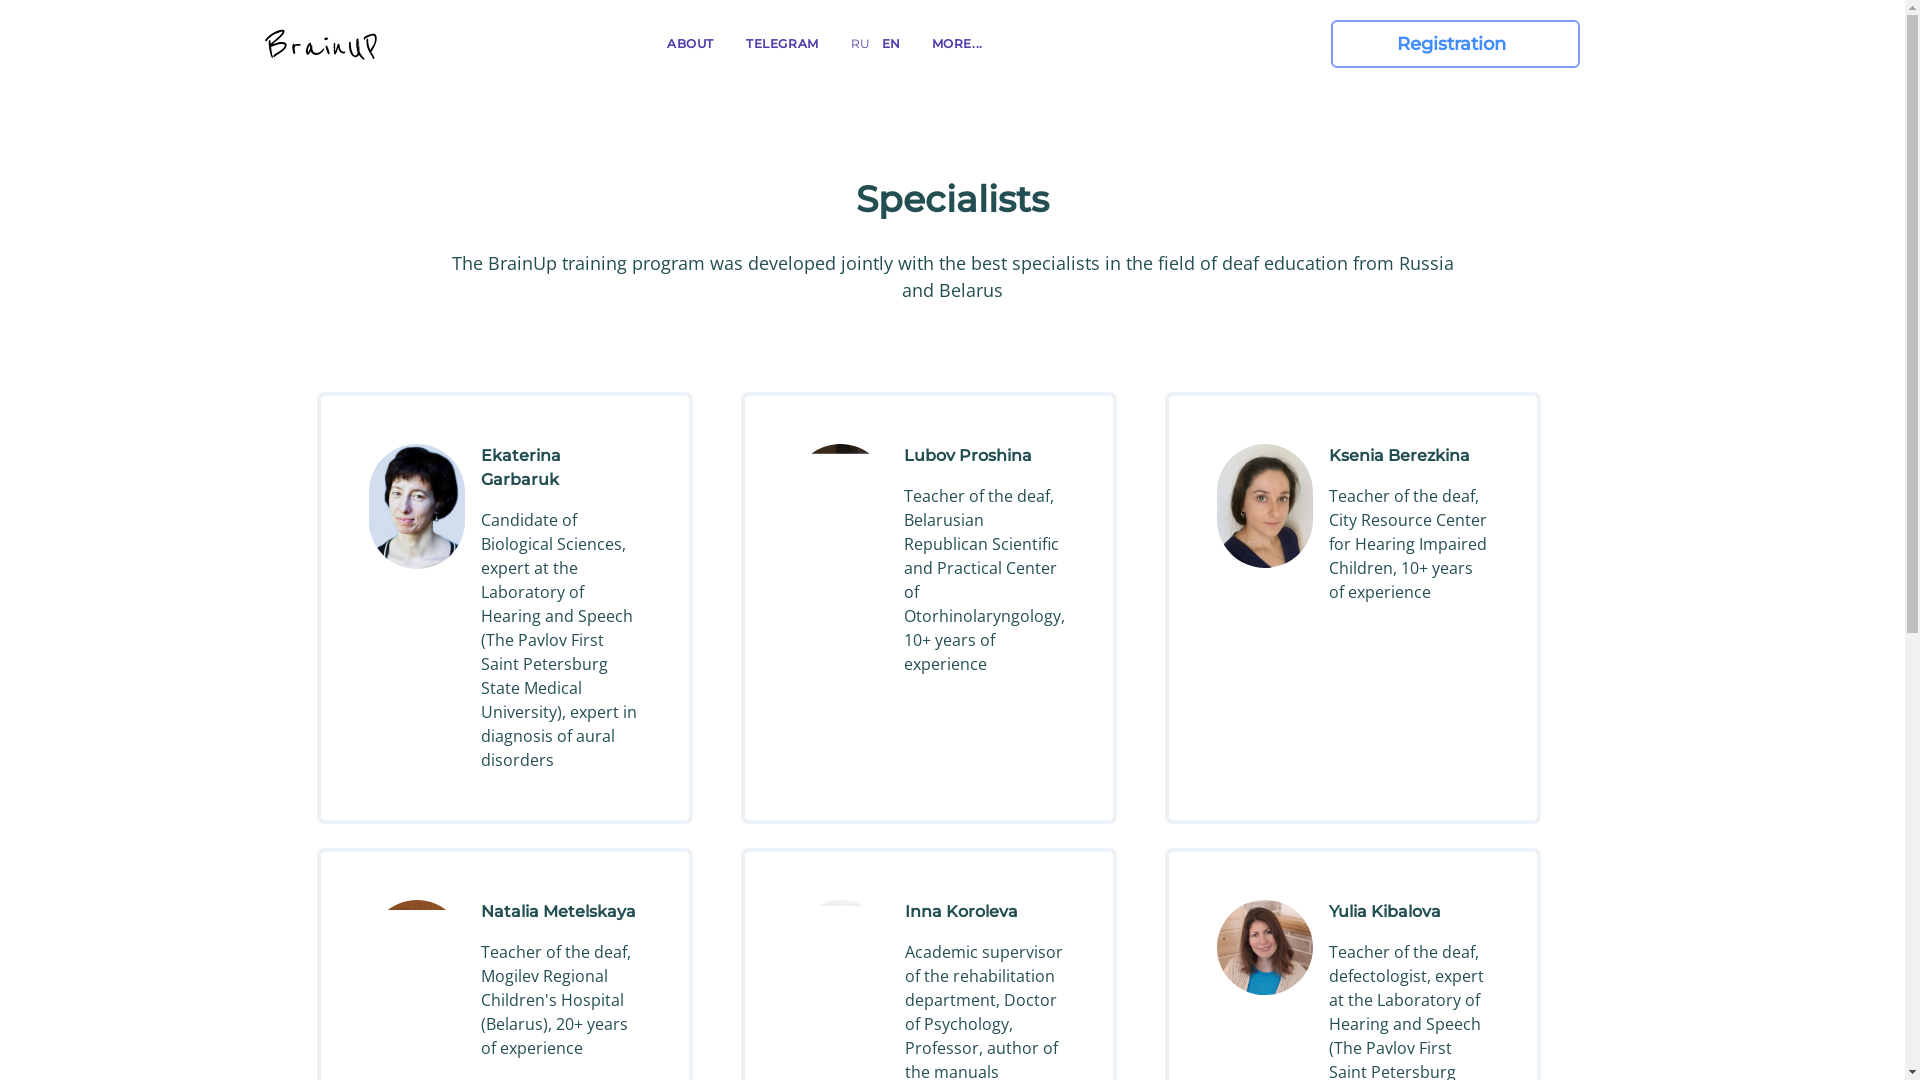 BrainUP
ABOUT
TELEGRAM
RU
EN
MORE...
Registration
Specialists
The BrainUp training program was developed jointly with the best specialists in the field of deaf education from Russia
and Belarus
Ekaterina
Garbaruk
Candidate of
Biological Sciences,
expert at the
Laboratory of
Hearing and Speech
(The Pavlov First
Saint Petersburg
State Medical
University), expert in
diagnosis of aural
disorders
Lubov Proshina
Teacher of the deaf,
Belarusian
Republican Scientific
and Practical Center
of
Otorhinolaryngology,
10+ years of
experience
Ksenia Berezkina
Teacher of the deaf,
City Resource Center
for Hearing Impaired
Children, 10+ years
of experience
Natalia Metelskaya
Teacher of the deaf,
Mogilev Regional
Children's Hospital
(Belarus), 20+ years
of experience
Inna Koroleva
Academic supervisor
of the rehabilitation
department, Doctor
of Psychology,
Professor, author of
the manuals
Yulia Kibalova
Teacher of the deaf,
defectologist, expert
at the Laboratory of
Hearing and Speech
(The Pavlov First
Saint Petersburg